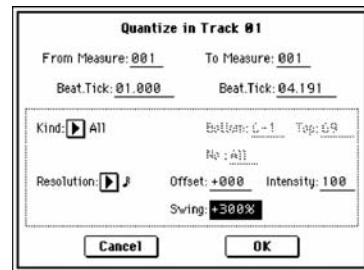 Quantize in Track 01
From Measure: 001 To Measure: 001
Beat.Tick: 01.000 Beat.Tick: 04.191
Kind: All Bottom: C-1 Top: G9
No.: All
Resolution: ♪ Offset: +000 Intensity: 100
Swing: +300%
Cancel OK